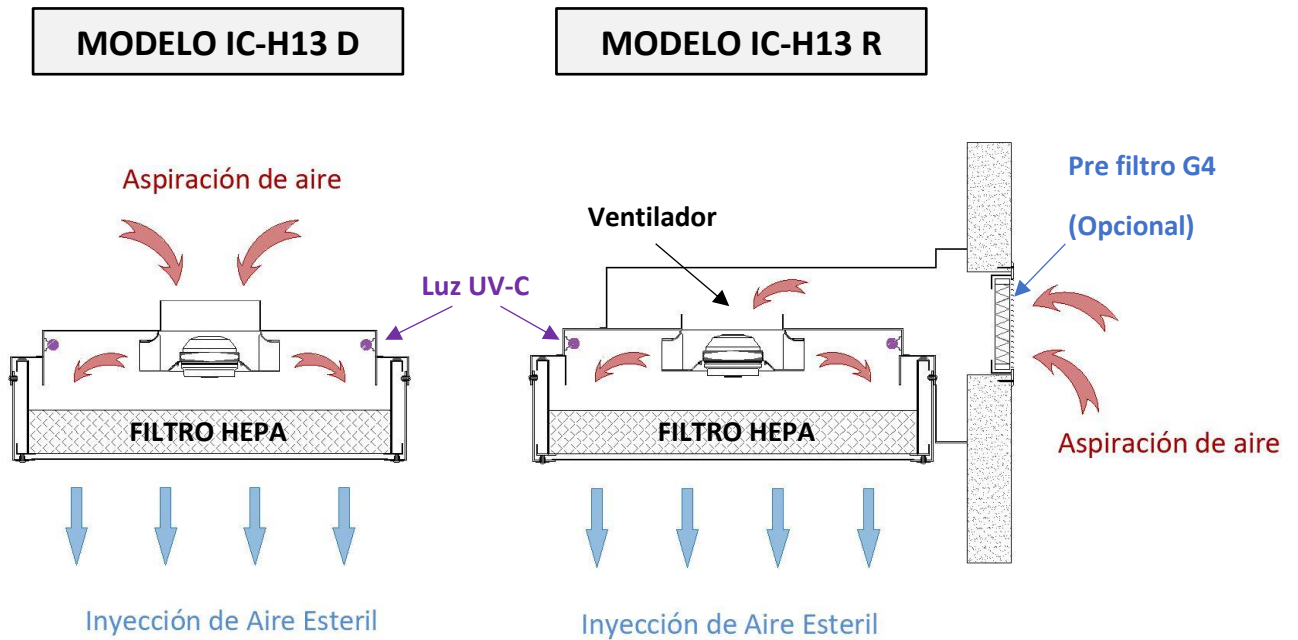 MODELO IC-H13 D
MODELO IC-H13 R
Aspiración de aire
Pre filtro G4
(Opcional)
Ventilador
Luz UV-C
FILTRO HEPA
FILTRO HEPA
Aspiración de aire
Inyección de Aire Esteril
Inyección de Aire Esteril